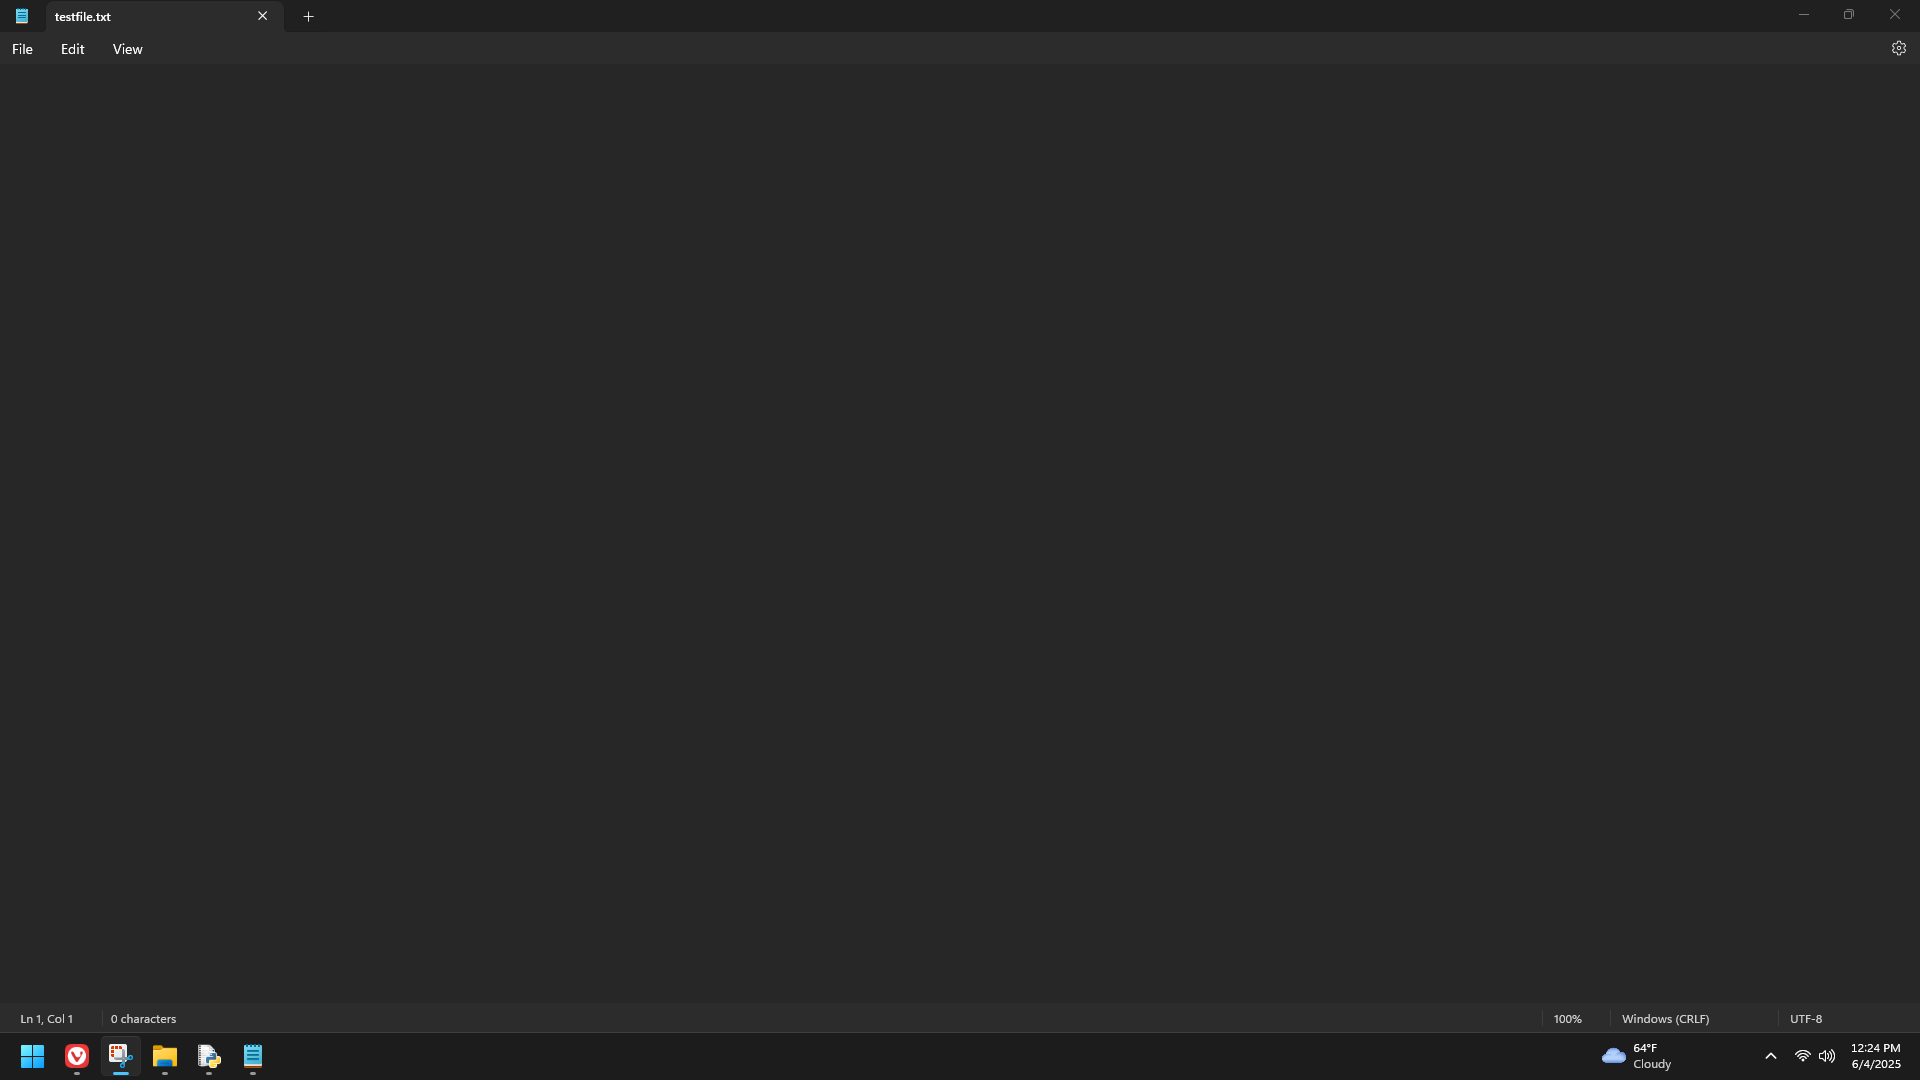 testfile.txt
File Edit View
Ln 1, Col 1 0 characters 100% Windows (CRLF) UTF-8
64°F
Cloudy
12:24 PM
6/4/2025